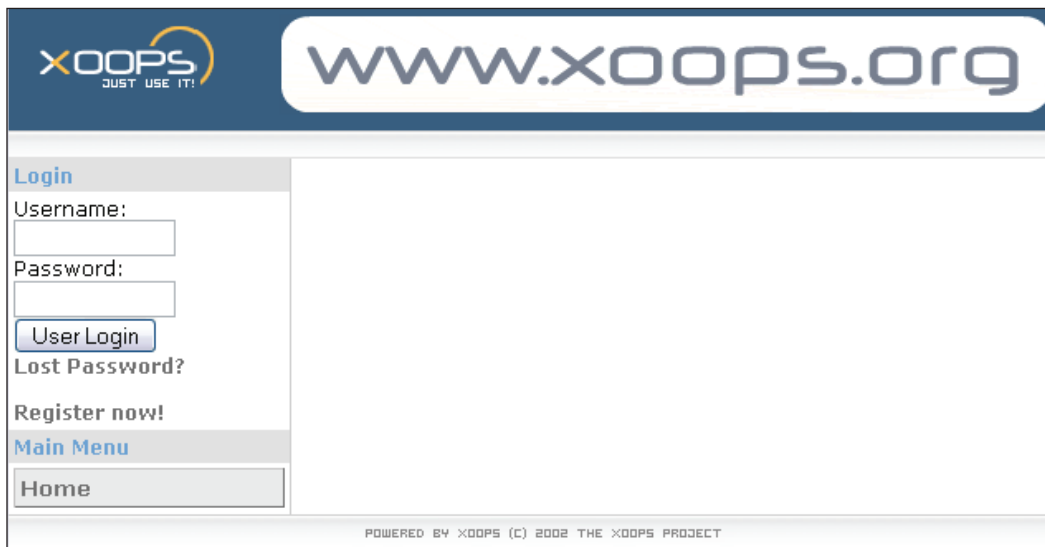 XOOPS
JUST USE IT!
www.xoops.org
Login
Username:
Password:
User Login
Lost Password?
Register now!
Main Menu
Home
POWERED BY XOOPS (C) 2002 THE XOOPS PROJECT